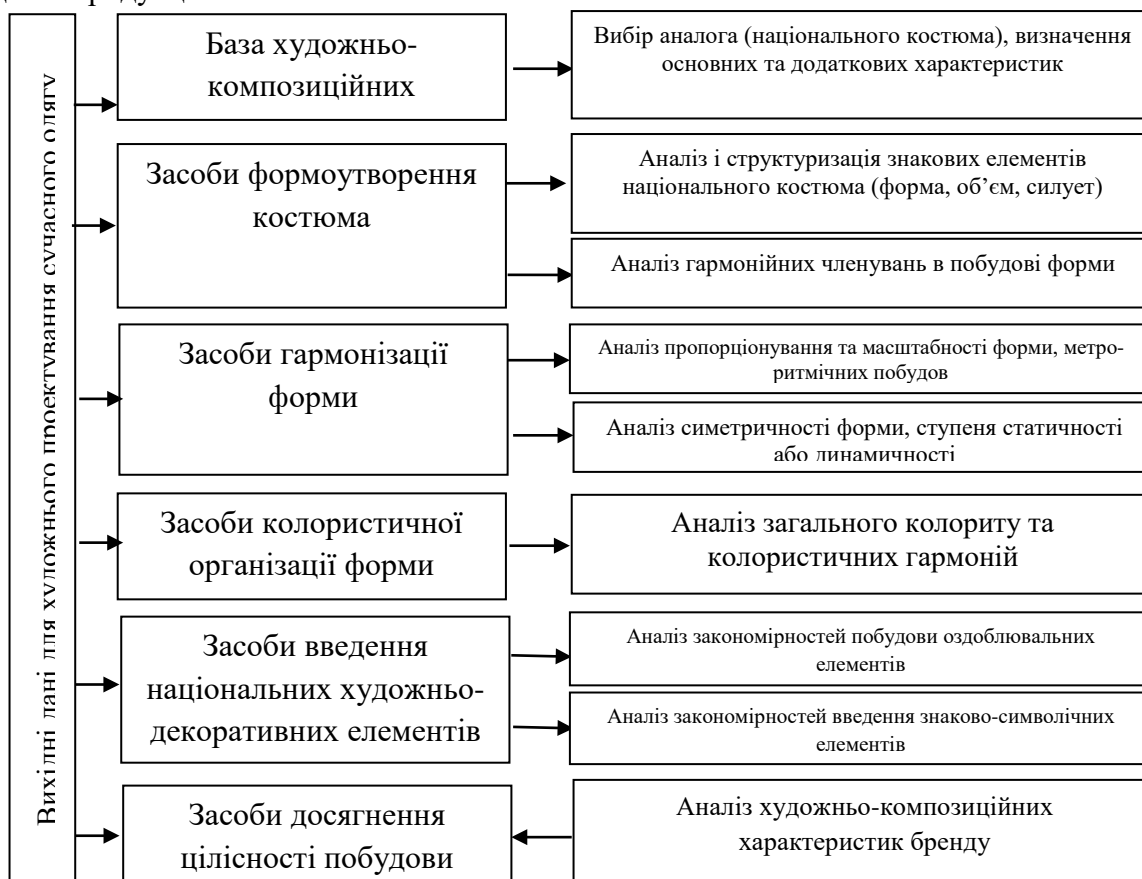 Вихідні дані для художнього проектування сучасного одягу
База художньо-
композиційних
Вибір аналога (національного костюма), визначення
основних та додаткових характеристик
Засоби формоутворення
костюма
Аналіз і структуризація знакових елементів
національного костюма (форма, об’єм, силует)
Аналіз гармонійних членувань в побудові форми
Засоби гармонізації
форми
Аналіз пропорціонування та масштабності форми, метро-
ритмічних побудов
Аналіз симетричності форми, ступеня статичності
або динамичності
Засоби колористичної
організації форми
Аналіз загального колориту та
колористичних гармоній
Засоби введення
національних художньо-
декоративних елементів
Аналіз закономірностей побудови оздоблювальних
елементів
Аналіз закономірностей введення знаково-символічних
елементів
Засоби досягнення
цілісності побудови
Аналіз художньо-композиційних
характеристик бренду